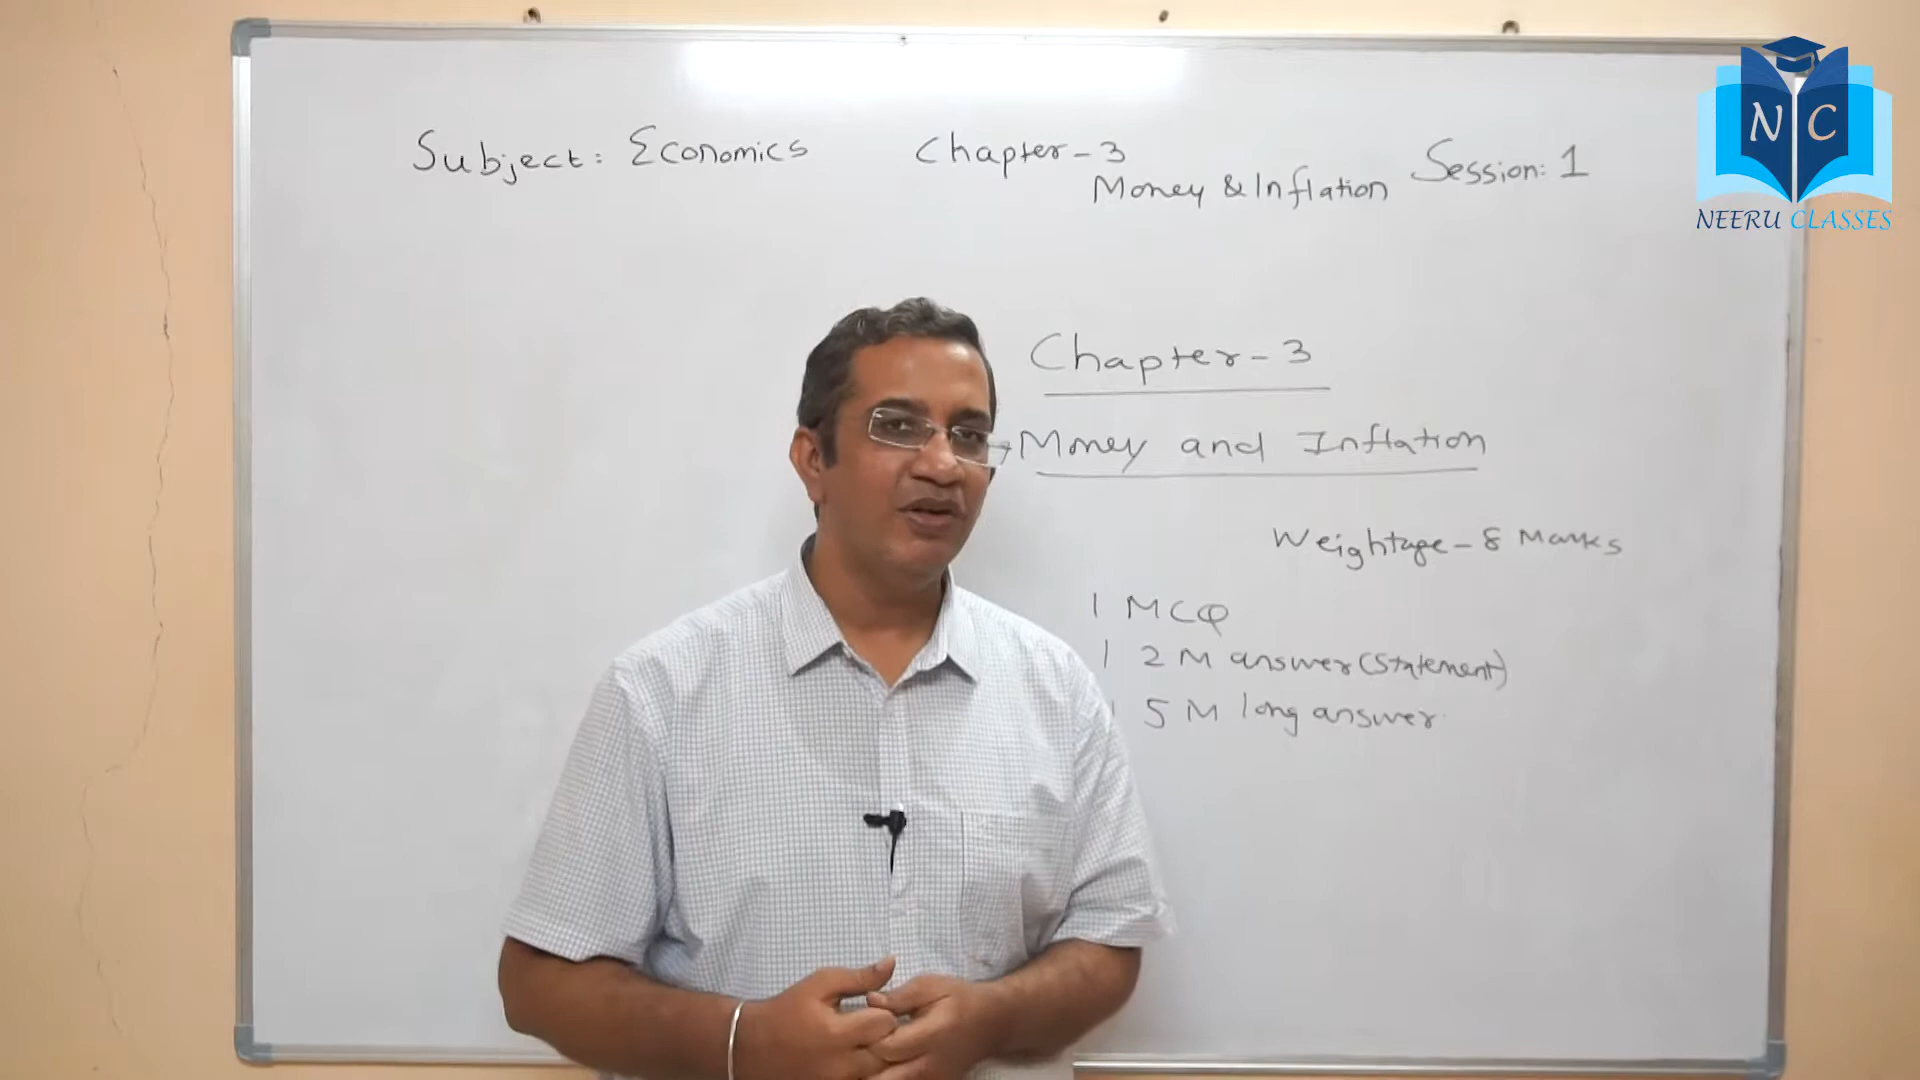 Subject: Economics Chapter-3 Session: 1
Money & Inflation
N C
NEERU CLASSES
Chapter-3
Money and Inflation
Weightage-8 Marks
1 MCQ
1 2 M answer(Statement)
1 5 M long answer